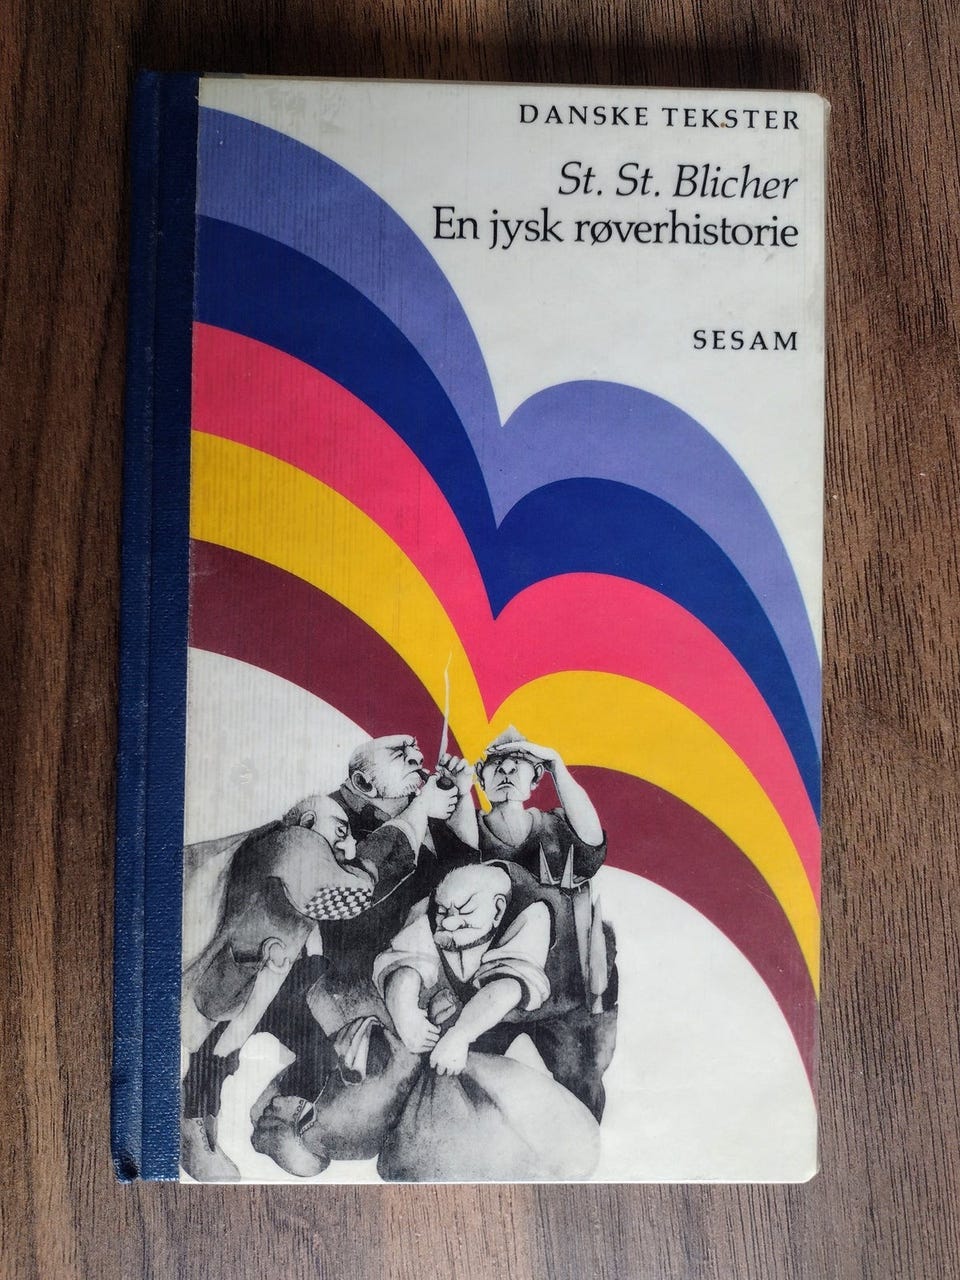 DANSKE TEKSTER
St. St. Blicher
En jysk røverhistorie
SESAM